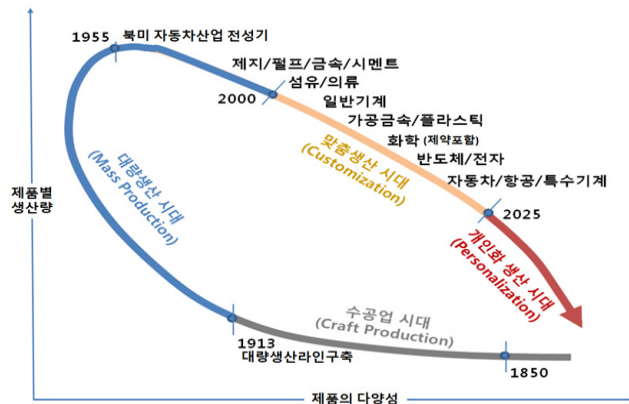 1955
북미 자동차산업 전성기
제지/펄프/금속/시멘트
섬유/의류
2000
일반기계
가공금속/플라스틱
화학 (제약포함)
반도체/전자
자동차/항공/특수기계
맞춤생산 시대
(Customization)
대량생산 시대
(Mass Production)
제품별
생산량
2025
개인화 생산 시대
(Personalization)
수공업 시대
(Craft Production)
1913
대량생산라인구축
1850
제품의 다양성